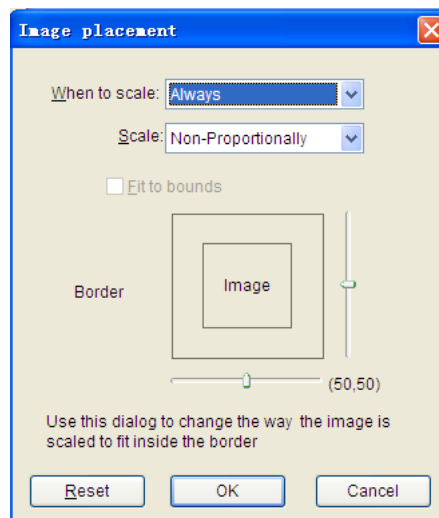 Image placement
When to scale: Always
Scale: Non-Proportionally
Fit to bounds
Border
Image
(50,50)
Use this dialog to change the way the image is
scaled to fit inside the border
Reset OK Cancel